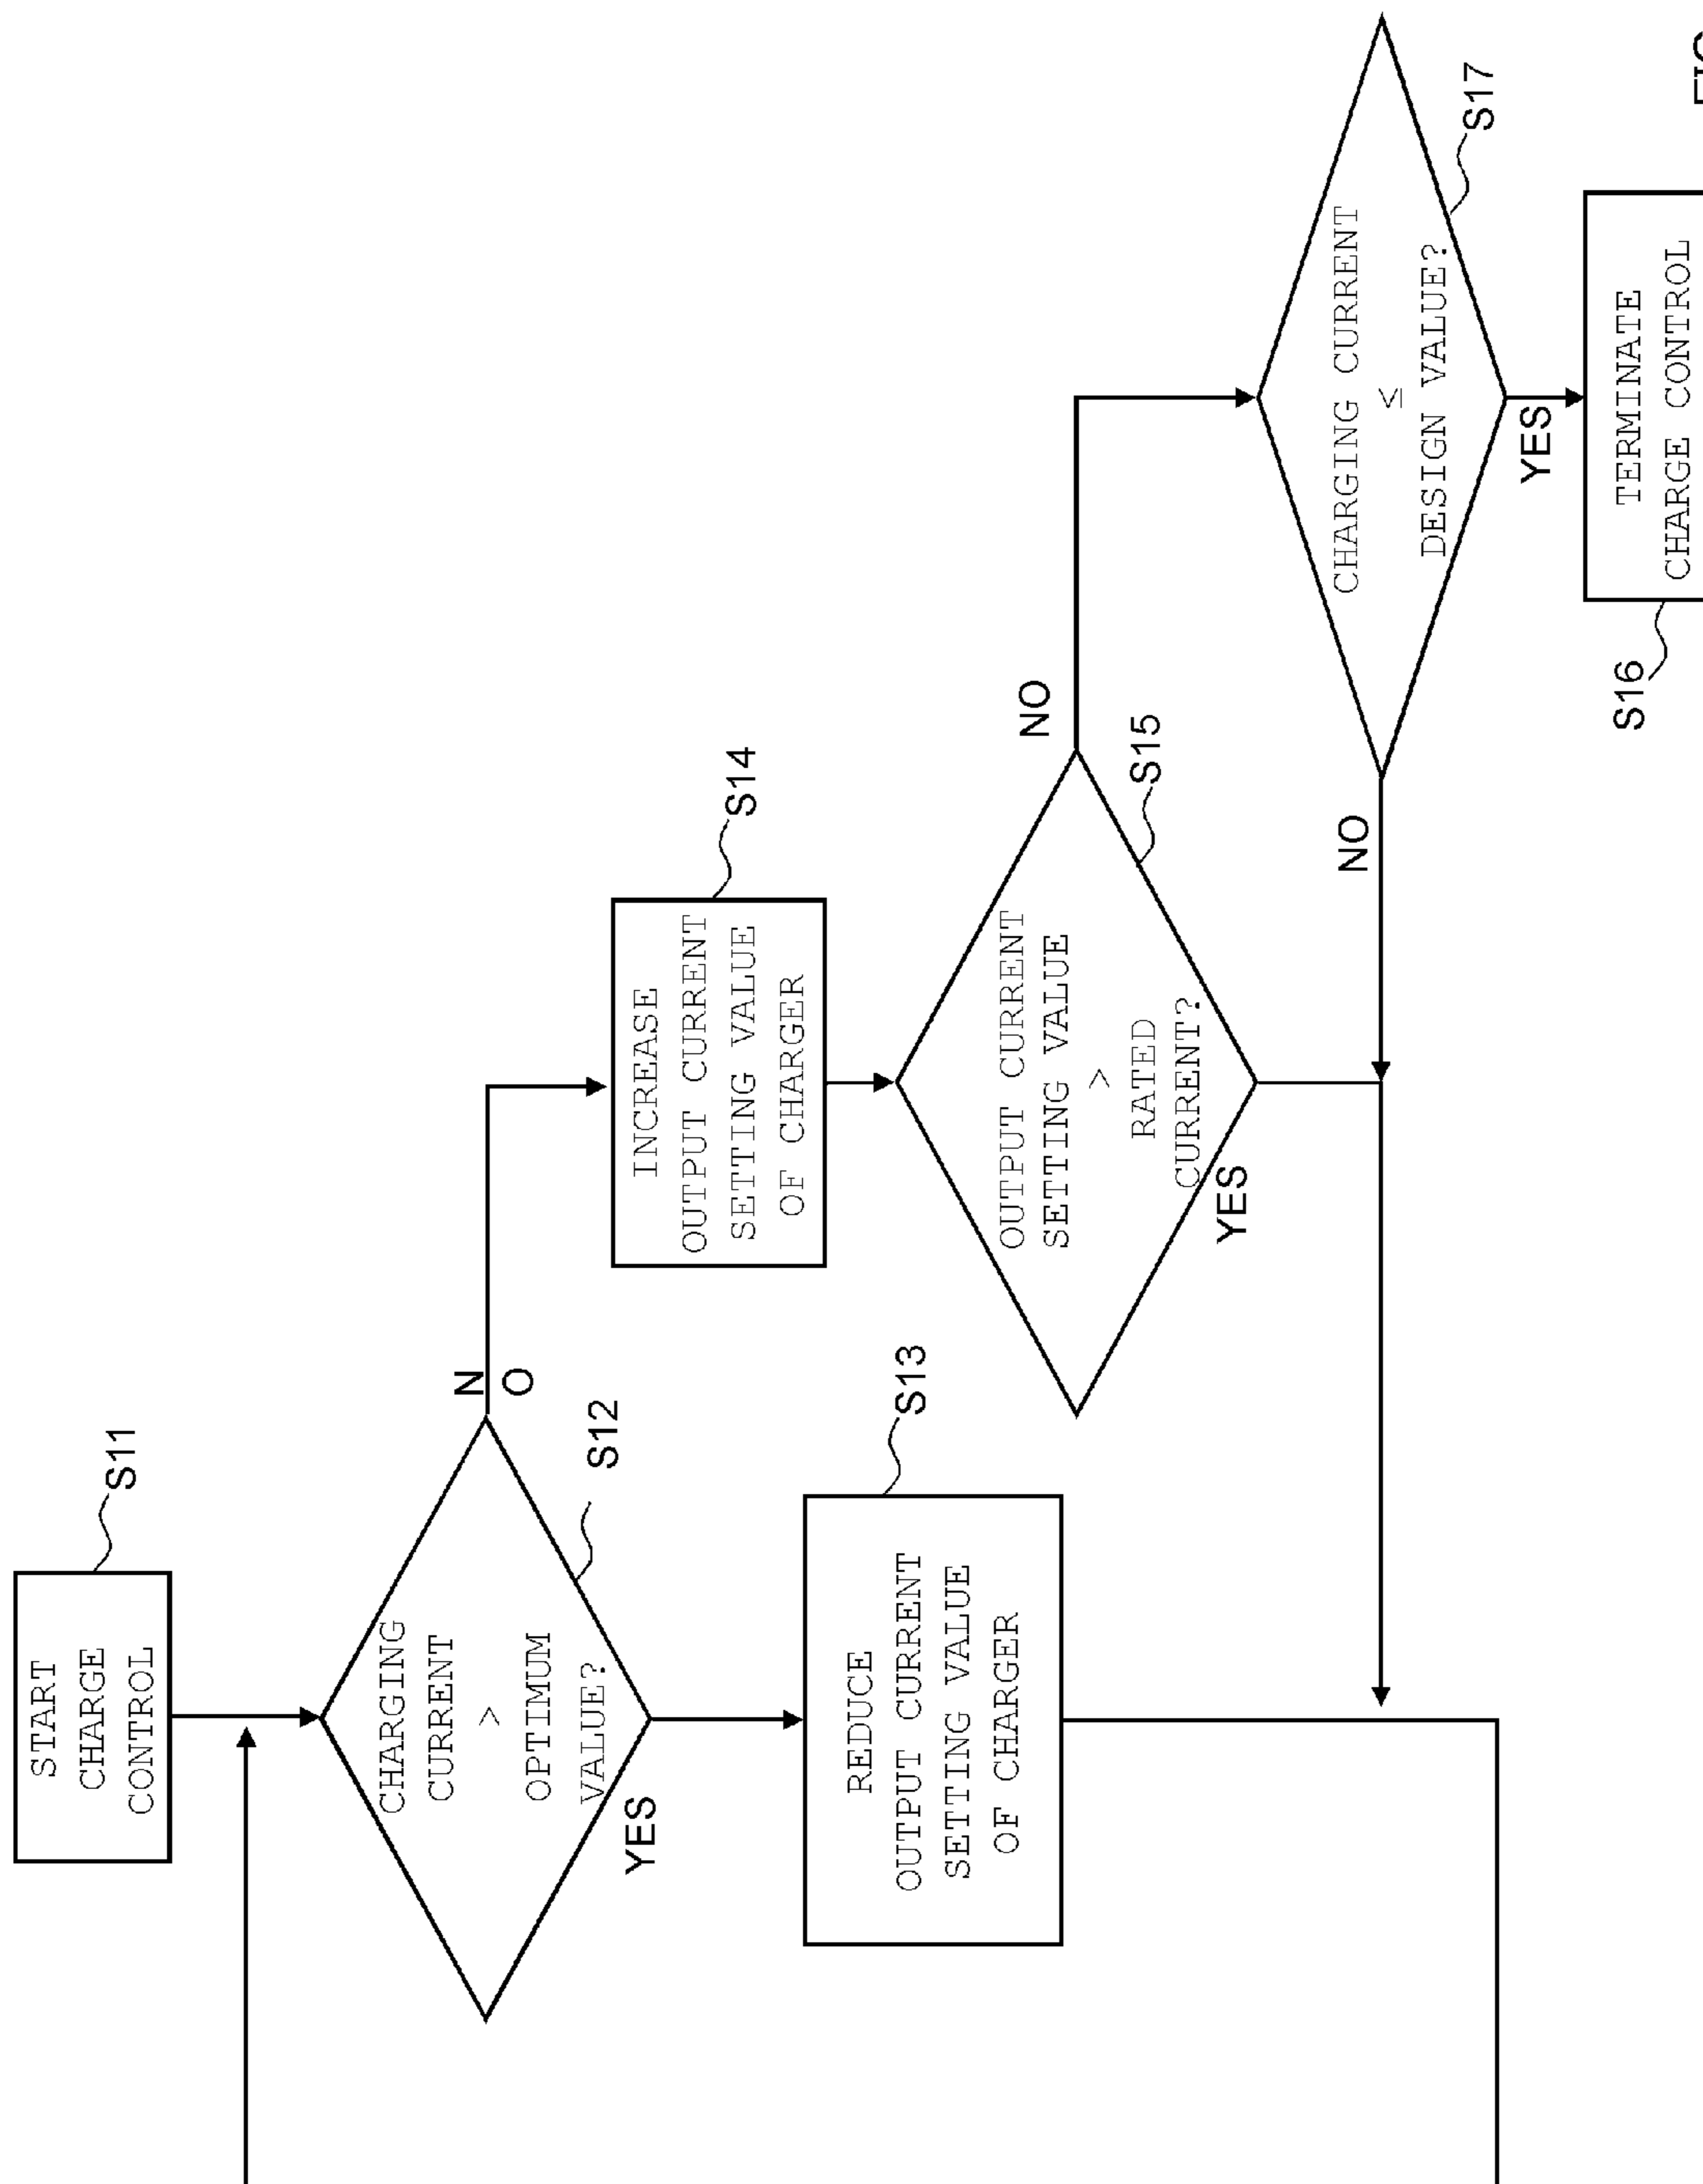 START
CHARGE
CONTROL
S11
CHARGING
CURRENT
>
OPTIMUM
VALUE?
S12
N
O
YES
REDUCE
OUTPUT CURRENT
SETTING VALUE
OF CHARGER
S13
INCREASE
OUTPUT CURRENT
SETTING VALUE
OF CHARGER
S14
OUTPUT CURRENT
SETTING VALUE
>
RATED
CURRENT?
S15
NO
YES
CHARGING CURRENT
≤
DESIGN VALUE?
S17
NO
YES
TERMINATE
CHARGE CONTROL
S16